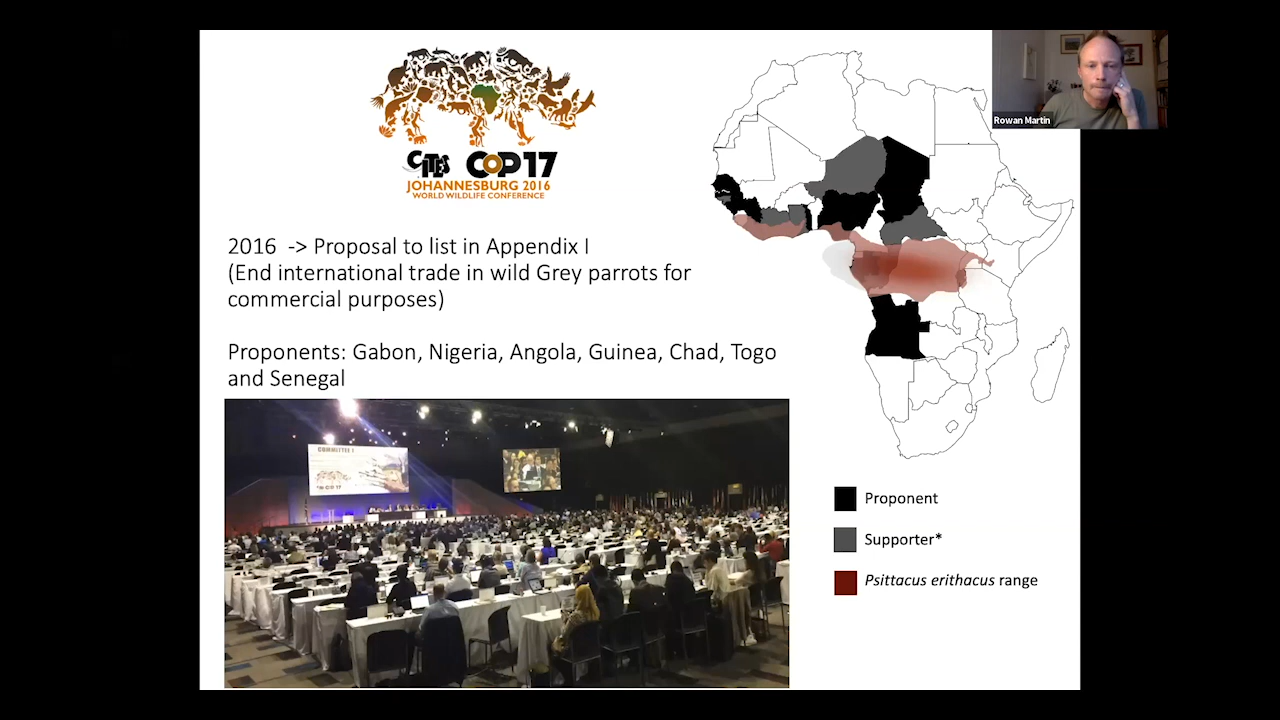 CITES COP17
JOHANNESBURG 2016
WORLD WILDLIFE CONFERENCE
Rowan Martin
2016 -> Proposal to list in Appendix I
(End international trade in wild Grey parrots for
commercial purposes)
Proponents: Gabon, Nigeria, Angola, Guinea, Chad, Togo
and Senegal
COMMITTEE I
Proponent
Supporter*
Psittacus erithacus range